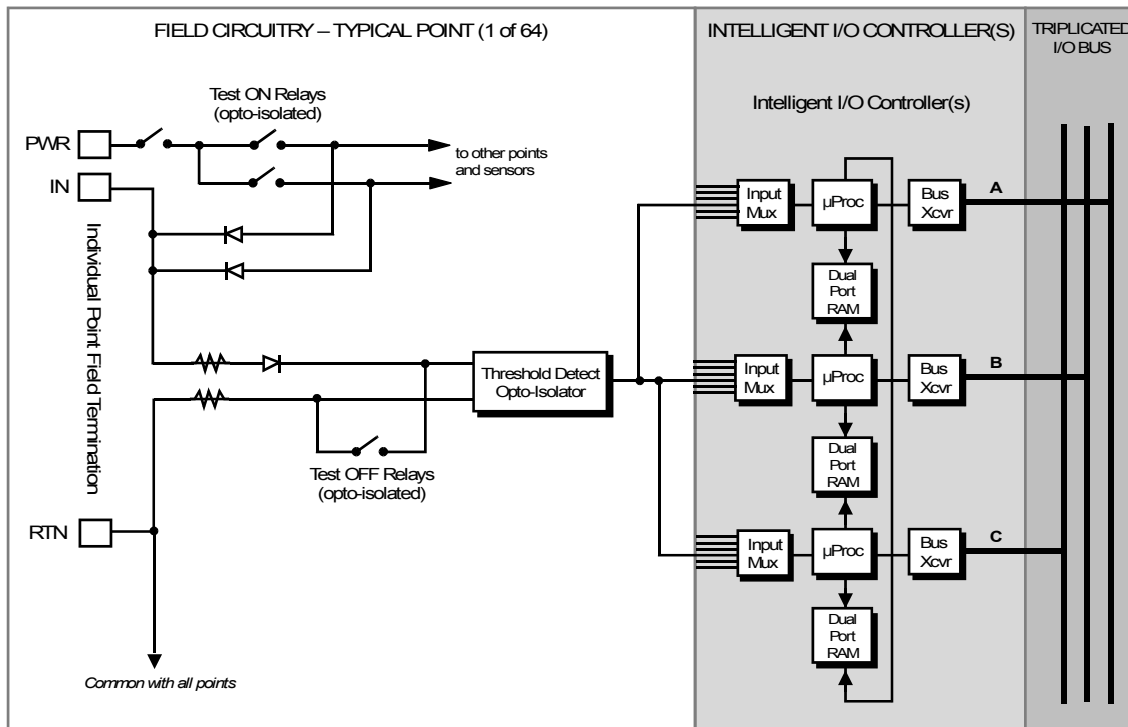 FIELD CIRCUITRY – TYPICAL POINT (1 of 64)
INTELLIGENT I/O CONTROLLER(S)
TRIPLICATED
I/O BUS
Test ON Relays
(opto-isolated)
Intelligent I/O Controller(s)
PWR
to other points
and sensors
IN
Individual Point Field Termination
Input
Mux
µProc
Bus
Xcvr
A
Dual
Port
RAM
Threshold Detect
Opto-Isolator
Input
Mux
µProc
Bus
Xcvr
B
Test OFF Relays
(opto-isolated)
Dual
Port
RAM
RTN
Input
Mux
µProc
Bus
Xcvr
C
Dual
Port
RAM
Common with all points